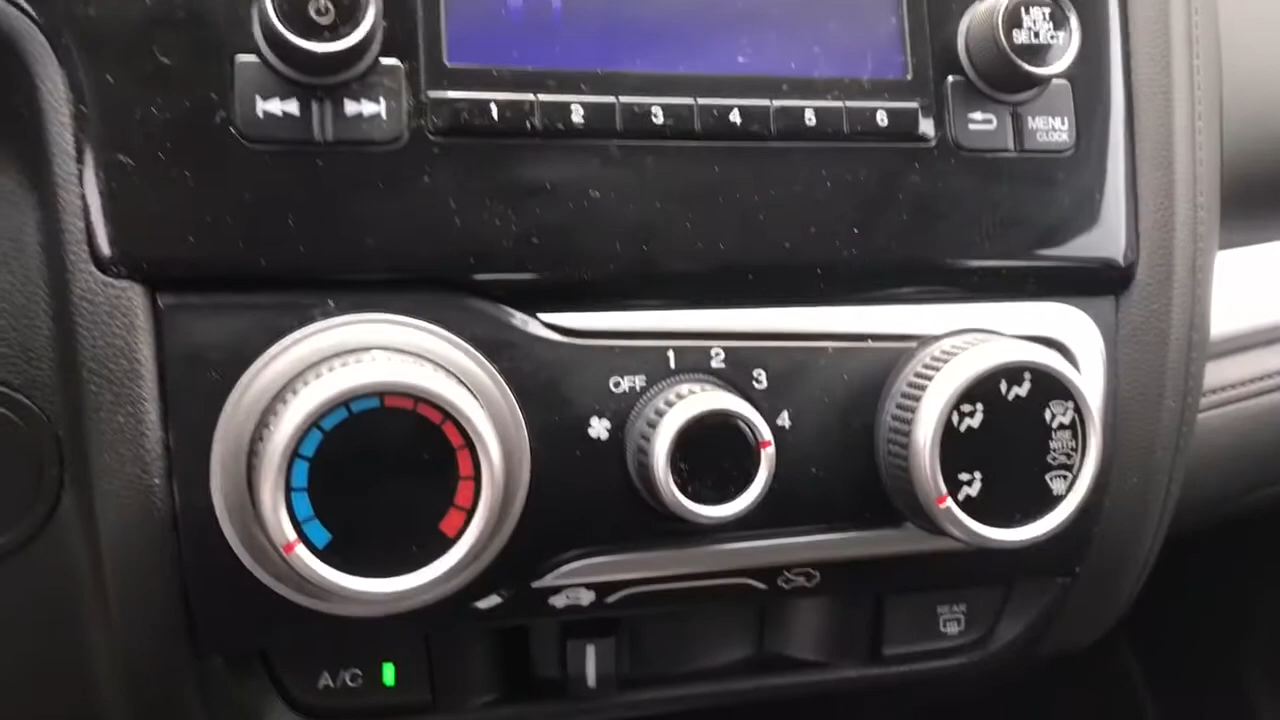 LIST
PUSH
SELECT
1 2 3 4 5 6
MENU
CLOCK
OFF 1 2 3 4
USE
WITH
REAR
A/C